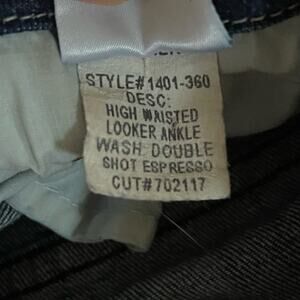 STYLE#1401-360
DESC:
HIGH WAISTED
LOOKER ANKLE
WASH DOUBLE
SHOT ESPRESSO
CUT#702117